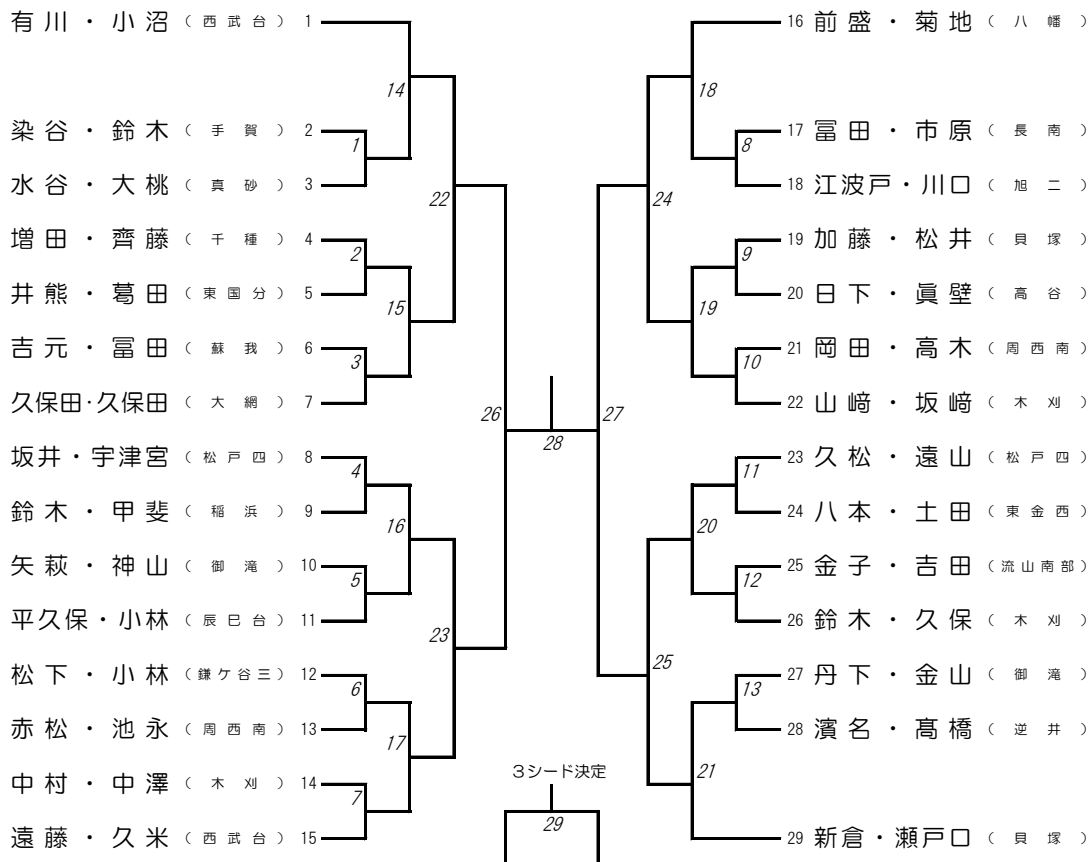 有川・小沼（西武台）1
14
染谷・鈴木（手賀）2
1
水谷・大桃（真砂）3
22
増田・齊藤（千種）4
2
井熊・葛田（東国分）5
15
吉元・冨田（蘇我）6
3
久保田・久保田（大網）7
26
坂井・宇津宮（松戸四）8
4
鈴木・甲斐（稲浜）9
16
矢萩・神山（御滝）10
5
平久保・小林（辰巳台）11
23
松下・小林（鎌ケ谷三）12
6
赤松・池永（周西南）13
17
中村・中澤（木刈）14
7
遠藤・久米（西武台）15
28
3シード決定
29
16 前盛・菊地（八幡）
18
17 冨田・市原（長南）
8
18 江波戸・川口（旭二）
24
19 加藤・松井（貝塚）
9
20 日下・眞壁（高谷）
19
21 岡田・高木（周西南）
10
22 山﨑・坂﨑（木刈）
27
23 久松・遠山（松戸四）
11
24 八本・土田（東金西）
20
25 金子・吉田（流山南部）
12
26 鈴木・久保（木刈）
25
27 丹下・金山（御滝）
13
28 濱名・髙橋（逆井）
21
29 新倉・瀬戸口（貝塚）